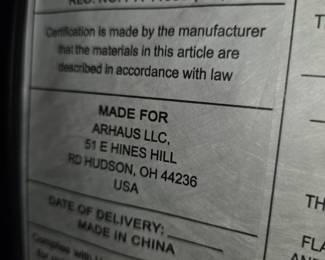 Certification is made by the manufacturer
that the materials in this article are
described in accordance with law
MADE FOR
ARHAUS LLC,
51 E HINES HILL
RD HUDSON, OH 44236
USA
DATE OF DELIVERY:
MADE IN CHINA